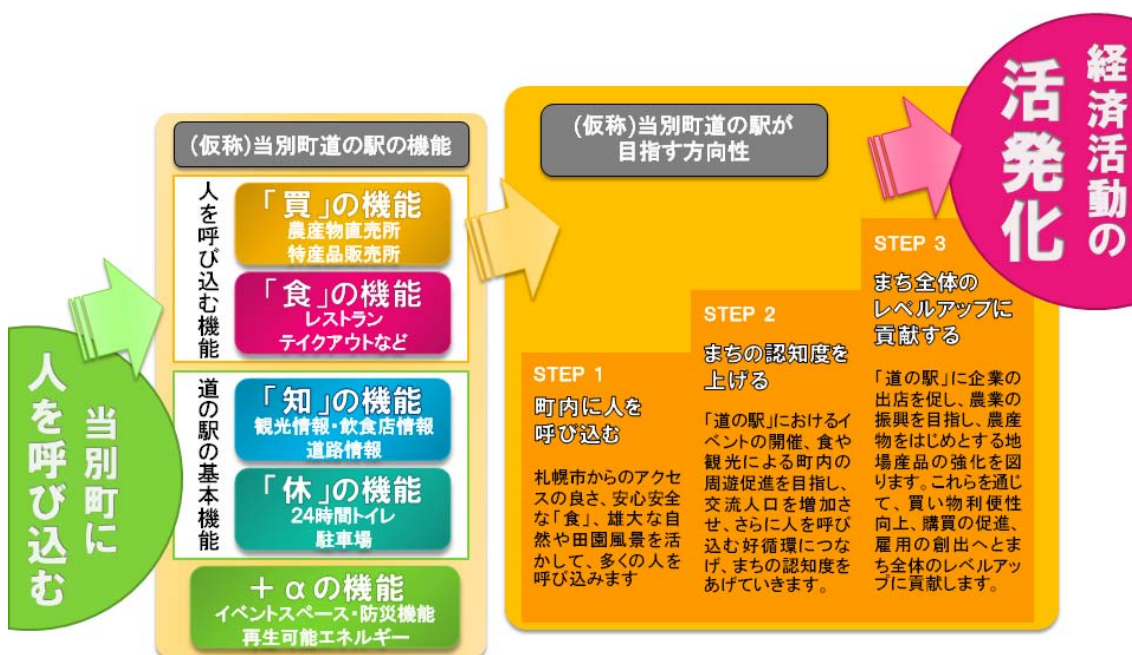 当別町に
人を呼び込む
(仮称)当別町道の駅の機能
人を呼び込む機能
「買」の機能
農産物直売所
特産品販売所
「食」の機能
レストラン
テイクアウトなど
道の駅の基本機能
「知」の機能
観光情報・飲食店情報
道路情報
「休」の機能
24時間トイレ
駐車場
+αの機能
イベントスペース・防災機能
再生可能エネルギー
(仮称)当別町道の駅が
目指す方向性
STEP 1
町内に人を
呼び込む
札幌市からのアクセ
スの良さ、安心安全
な「食」、雄大な自
然や田園風景を活
かして、多くの人を
呼び込みます
STEP 2
まちの認知度を
上げる
「道の駅」におけるイ
ベントの開催、食や
観光による町内の
周遊促進を目指し、
交流人口を増加さ
せ、さらに人を呼び
込む好循環につな
げ、まちの認知度を
あげていきます。
STEP 3
まち全体の
レベルアップに
貢献する
「道の駅」に企業の
出店を促し、農業の
振興を目指し、農産
物をはじめとする地
場産品の強化を図
ります。これらを通じ
て、買い物利便性
向上、購買の促進、
雇用の創出へとま
ち全体のレベルアッ
プに貢献します。
経済活動の
活発化